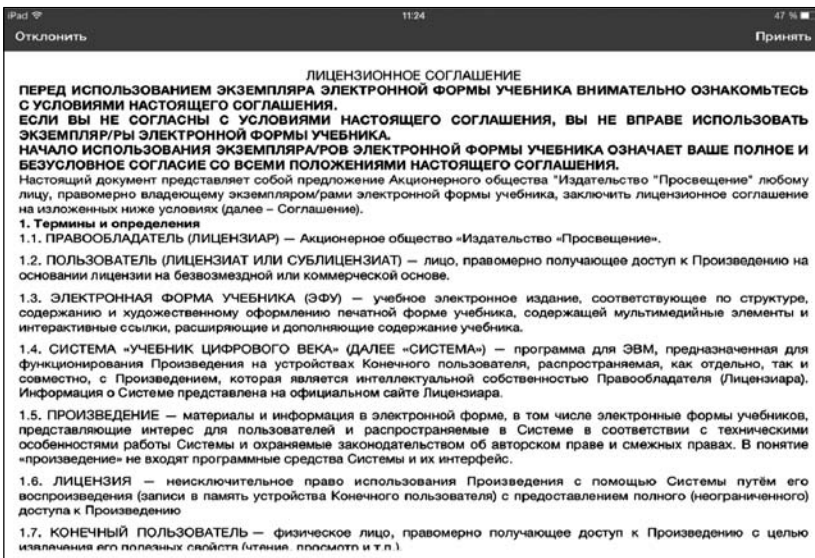 iPad 11:24 47 %
Отклонить Принять
ЛИЦЕНЗИОННОЕ СОГЛАШЕНИЕ
ПЕРЕД ИСПОЛЬЗОВАНИЕМ ЭКЗЕМПЛЯРА ЭЛЕКТРОННОЙ ФОРМЫ УЧЕБНИКА ВНИМАТЕЛЬНО ОЗНАКОМЬТЕСЬ
С УСЛОВИЯМИ НАСТОЯЩЕГО СОГЛАШЕНИЯ.
ЕСЛИ ВЫ НЕ СОГЛАСНЫ С УСЛОВИЯМИ НАСТОЯЩЕГО СОГЛАШЕНИЯ, ВЫ НЕ ВПРАВЕ ИСПОЛЬЗОВАТЬ
ЭКЗЕМПЛЯР/РЫ ЭЛЕКТРОННОЙ ФОРМЫ УЧЕБНИКА.
НАЧАЛО ИСПОЛЬЗОВАНИЯ ЭКЗЕМПЛЯРА/РОВ ЭЛЕКТРОННОЙ ФОРМЫ УЧЕБНИКА ОЗНАЧАЕТ ВАШЕ ПОЛНОЕ И
БЕЗУСЛОВНОЕ СОГЛАСИЕ СО ВСЕМИ ПОЛОЖЕНИЯМИ НАСТОЯЩЕГО СОГЛАШЕНИЯ.
Настоящий документ представляет собой предложение Акционерного общества "Издательство "Просвещение" любому
лицу, правомерно владеющему экземпляром/рами электронной формы учебника, заключить лицензионное соглашение
на изложенных ниже условиях (далее – Соглашение).
1. Термины и определения
1.1. ПРАВООБЛАДАТЕЛЬ (ЛИЦЕНЗИАР) — Акционерное общество «Издательство «Просвещение».
1.2. ПОЛЬЗОВАТЕЛЬ (ЛИЦЕНЗИАТ ИЛИ СУБЛИЦЕНЗИАТ) — лицо, правомерно получающее доступ к Произведению на
основании лицензии на безвозмездной или коммерческой основе.
1.3. ЭЛЕКТРОННАЯ ФОРМА УЧЕБНИКА (ЭФУ) — учебное электронное издание, соответствующее по структуре,
содержанию и художественному оформлению печатной форме учебника, содержащей мультимедийные элементы и
интерактивные ссылки, расширяющие и дополняющие содержание учебника.
1.4. СИСТЕМА «УЧЕБНИК ЦИФРОВОГО ВЕКА» (ДАЛЕЕ «СИСТЕМА») — программа для ЭВМ, предназначенная для
функционирования Произведения на устройствах Конечного пользователя, распространяемая, как отдельно, так и
совместно, с Произведением, которая является интеллектуальной собственностью Правообладателя (Лицензиара).
Информация о Системе представлена на официальном сайте Лицензиара.
1.5. ПРОИЗВЕДЕНИЕ — материалы и информация в электронной форме, в том числе электронные формы учебников,
представляющие интерес для пользователей и распространяемые в Системе в соответствии с техническими
особенностями работы Системы и охраняемые законодательством об авторском праве и смежных правах. В понятие
«произведение» не входят программные средства Системы и их интерфейс.
1.6. ЛИЦЕНЗИЯ — неисключительное право использования Произведения с помощью Системы путём его
воспроизведения (записи в память устройства Конечного пользователя) с предоставлением полного (неограниченного)
доступа к Произведению
1.7. КОНЕЧНЫЙ ПОЛЬЗОВАТЕЛЬ — физическое лицо, правомерно получающее доступ к Произведению с целью
извлечения его полезных свойств (чтение, просмотр и т.п.).